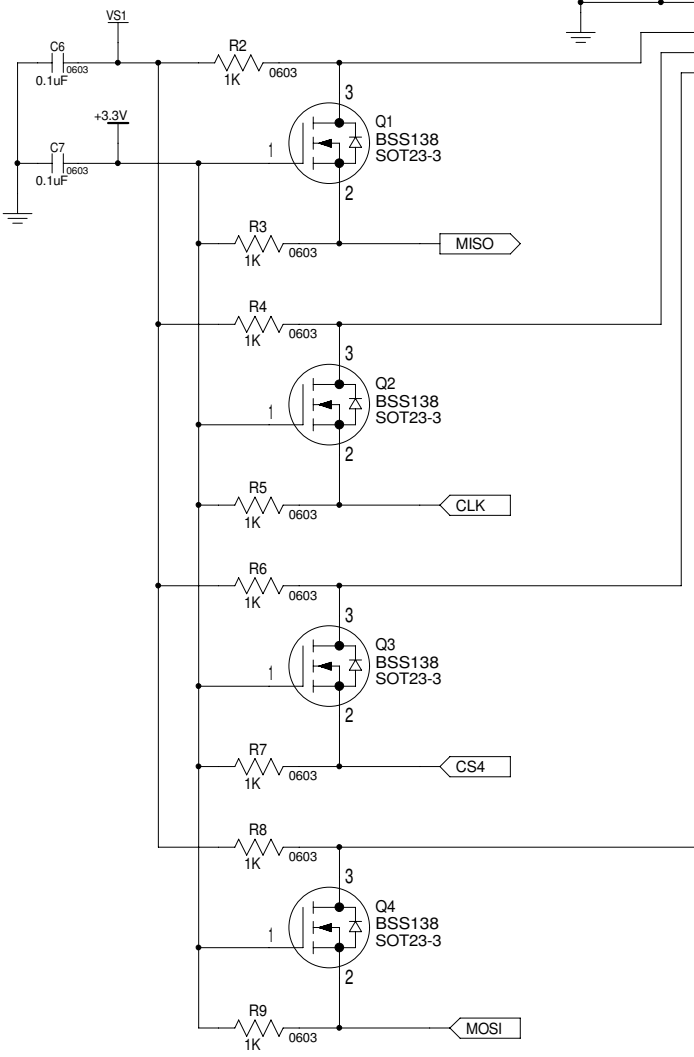 VS1
C6
0603
0.1uF
R2
1K
0603
+3.3V
C7
0603
0.1uF
3
Q1
BSS138
SOT23-3
1
2
R3
1K
0603
MISO
R4
1K
0603
3
Q2
BSS138
SOT23-3
1
2
R5
1K
0603
CLK
R6
1K
0603
3
Q3
BSS138
SOT23-3
1
2
R7
1K
0603
CS4
R8
1K
0603
3
Q4
BSS138
SOT23-3
1
2
R9
1K
0603
MOSI